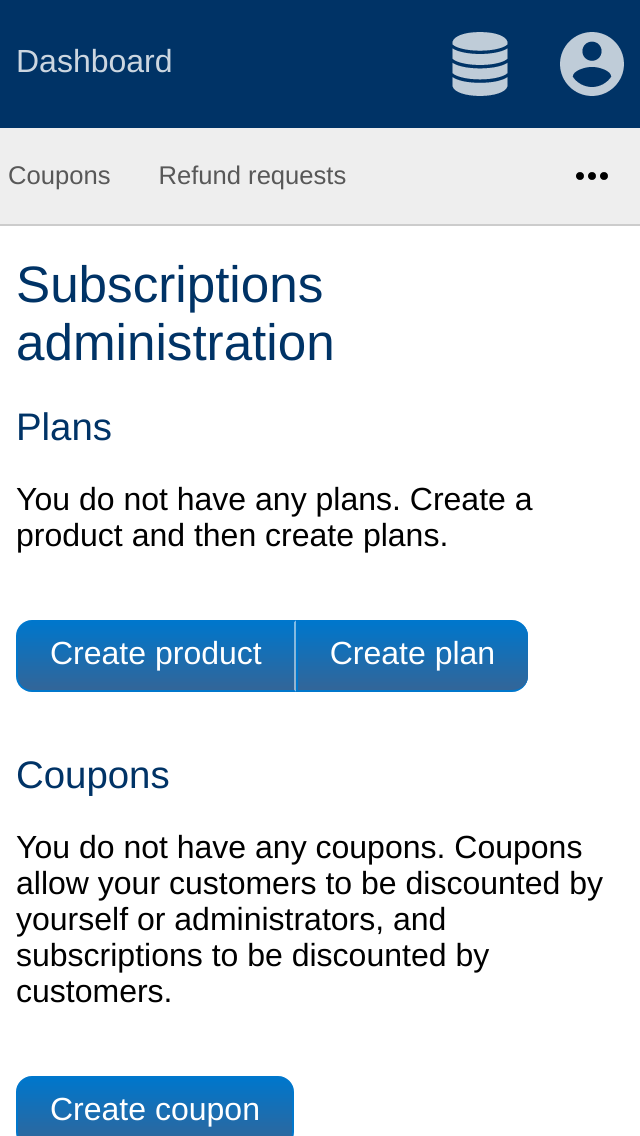 Dashboard
Coupons Refund requests
Subscriptions
administration
Plans
You do not have any plans. Create a
product and then create plans.
Create product Create plan
Coupons
You do not have any coupons. Coupons
allow your customers to be discounted by
yourself or administrators, and
subscriptions to be discounted by
customers.
Create coupon